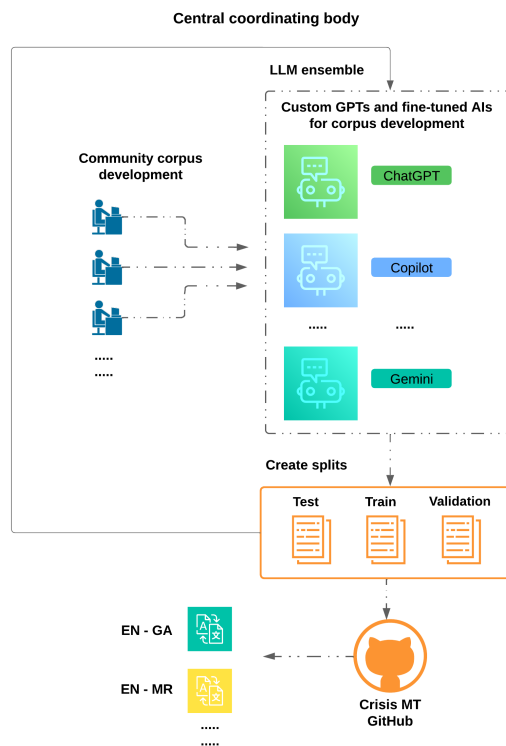 Central coordinating body
LLM ensemble
Custom GPTs and fine-tuned AIs
for corpus development
Community corpus
development
ChatGPT
Copilot
.....
.....
Gemini
.....
.....
Create splits
Test
Train
Validation
EN - GA
EN - MR
.....
.....
Crisis MT
GitHub